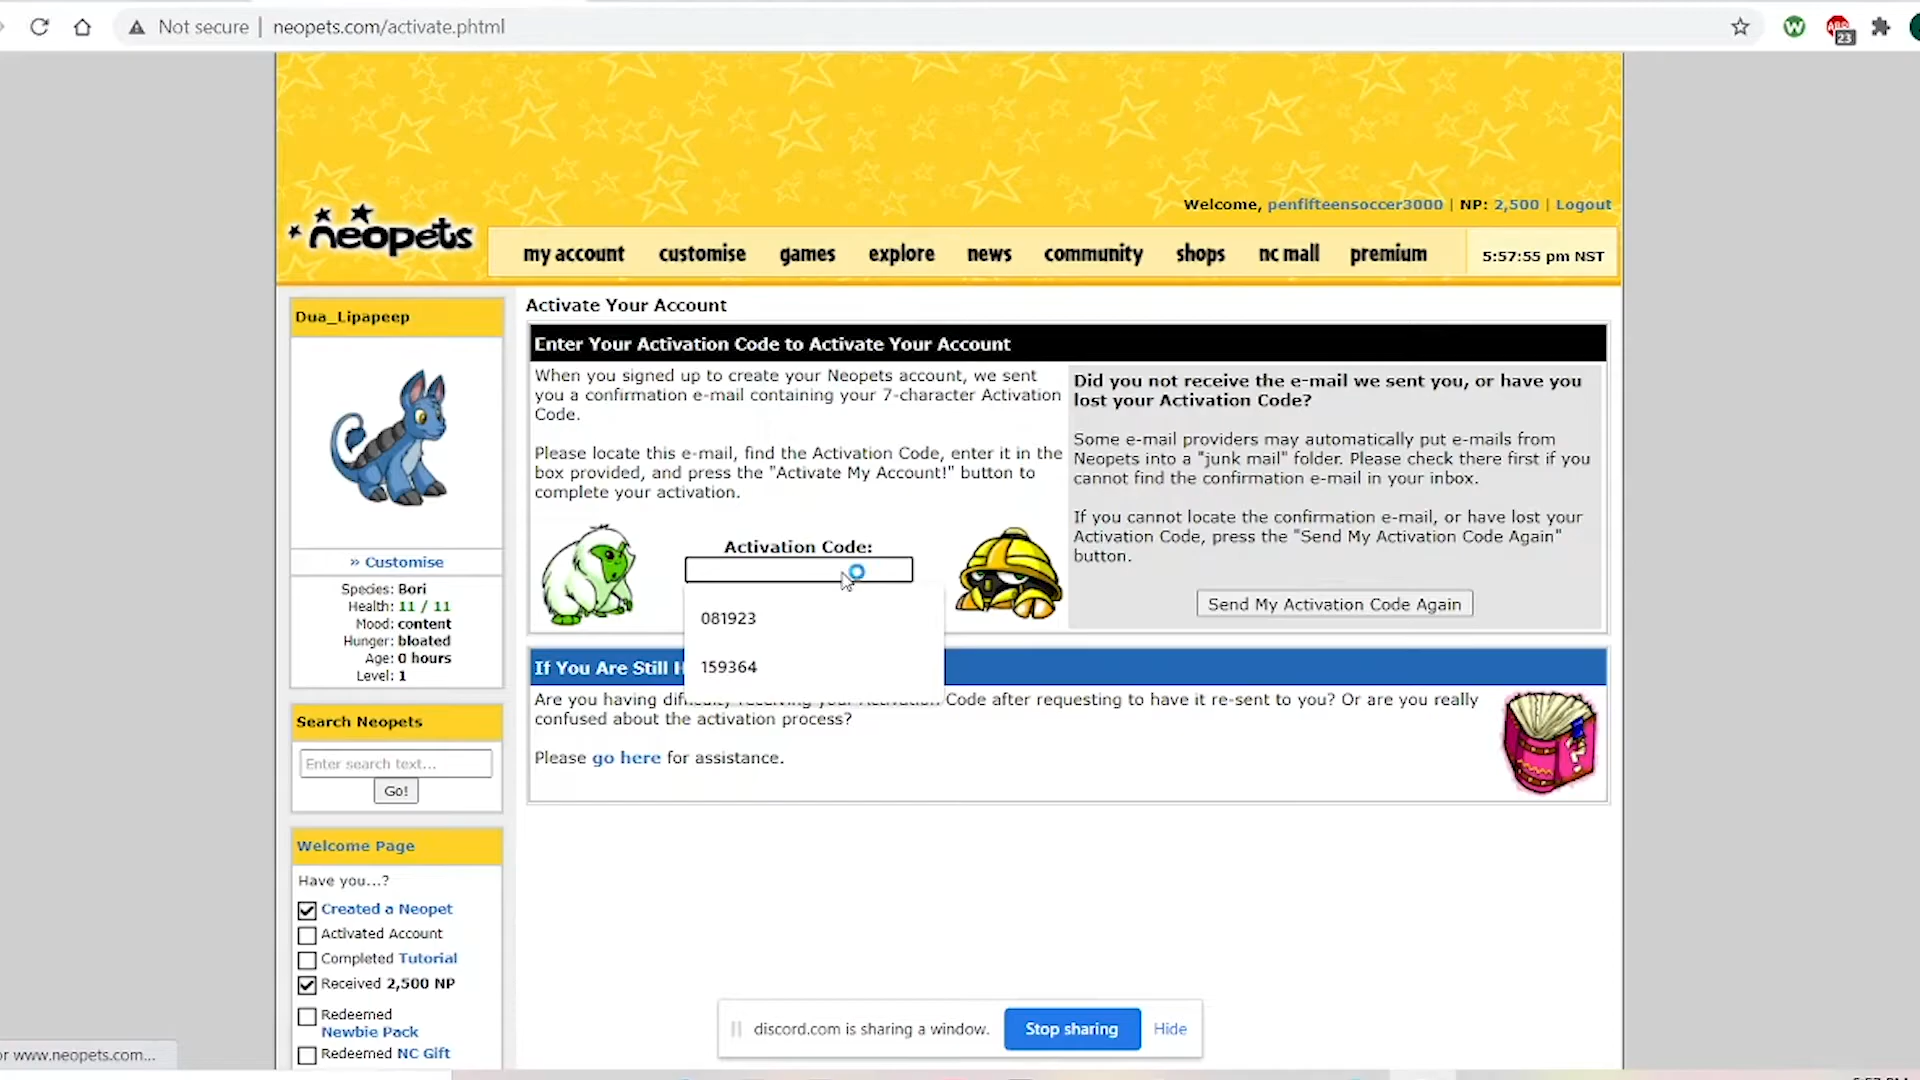 Not secure | neopets.com/activate.phtml
23
Welcome, penfifteensoccer3000 | NP: 2,500 | Logout
neopets
my account customise games explore news community shops nc mall premium
5:57:55 pm NST
Dua_Lipapeep
» Customise
Species: Bori
Health: 11 / 11
Mood: content
Hunger: bloated
Age: 0 hours
Level: 1
Search Neopets
Enter search text...
Go!
Welcome Page
Have you...?
Created a Neopet
Activated Account
Completed Tutorial
Received 2,500 NP
Redeemed
Newbie Pack
Redeemed NC Gift
Activate Your Account
Enter Your Activation Code to Activate Your Account
When you signed up to create your Neopets account, we sent
you a confirmation e-mail containing your 7-character Activation
Code.
Please locate this e-mail, find the Activation Code, enter it in the
box provided, and press the "Activate My Account!" button to
complete your activation.
Activation Code:
081923
159364
Did you not receive the e-mail we sent you, or have you
lost your Activation Code?
Some e-mail providers may automatically put e-mails from
Neopets into a "junk mail" folder. Please check there first if you
cannot find the confirmation e-mail in your inbox.
If you cannot locate the confirmation e-mail, or have lost your
Activation Code, press the "Send My Activation Code Again"
button.
Send My Activation Code Again
If You Are Still H
Are you having difficulty receiving your Activation Code after requesting to have it re-sent to you? Or are you really
confused about the activation process?
Please go here for assistance.
discord.com is sharing a window. Stop sharing Hide
or www.neopets.com...